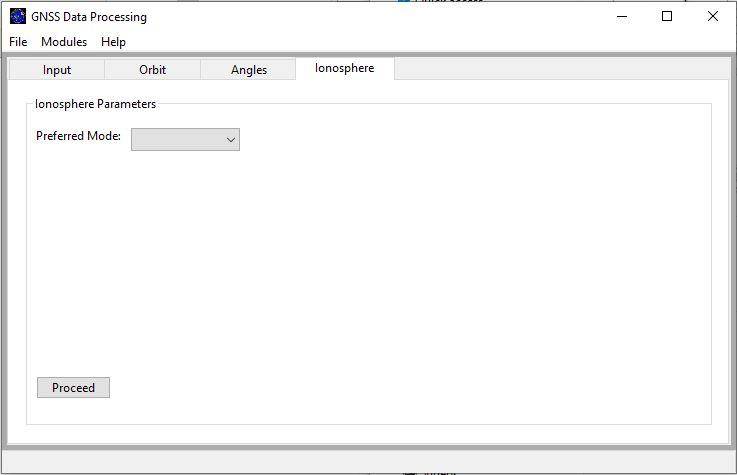 GNSS Data Processing
File Modules Help
Input Orbit Angles Ionosphere
Ionosphere Parameters
Preferred Mode:
Proceed